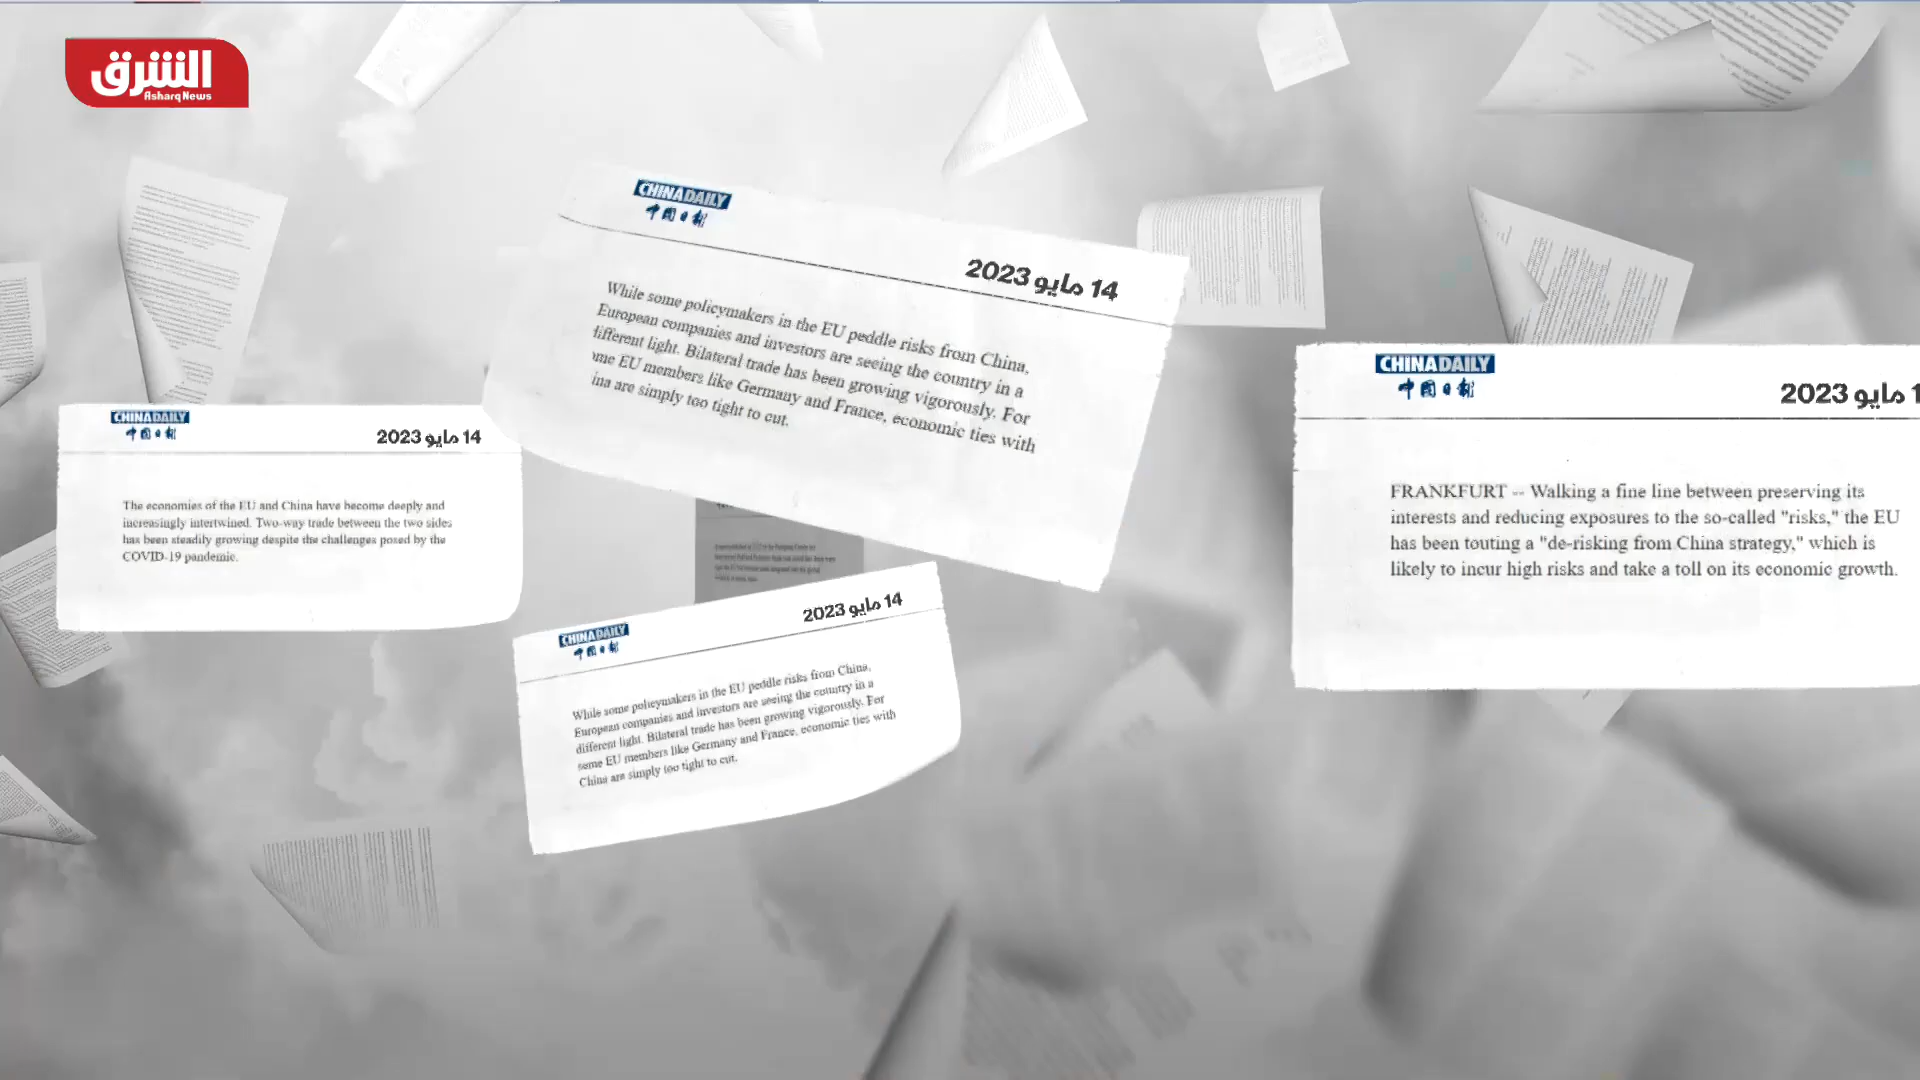 الشرق
Asharq News
CHINADAILY
中国日报
14 مايو 2023
While some policymakers in the EU peddle risks from China,
European companies and investors are seeing the country in a
different light. Bilateral trade has been growing vigorously. For
ome EU members like Germany and France, economic ties with
ina are simply too tight to cut.
CHINADAILY
中国日报
14 مايو 2023
The economies of the EU and China have become deeply and
increasingly intertwined. Two-way trade between the two sides
has been steadily growing despite the challenges posed by the
COVID-19 pandemic.
CHINADAILY
中国日报
14 مايو 2023
While some policymakers in the EU peddle risks from China,
European companies and investors are seeing the country in a
different light. Bilateral trade has been growing vigorously. For
some EU members like Germany and France, economic ties with
China are simply too tight to cut.
CHINADAILY
中国日报
1 مايو 2023
FRANKFURT -- Walking a fine line between preserving its
interests and reducing exposures to the so-called "risks," the EU
has been touting a "de-risking from China strategy," which is
likely to incur high risks and take a toll on its economic growth.